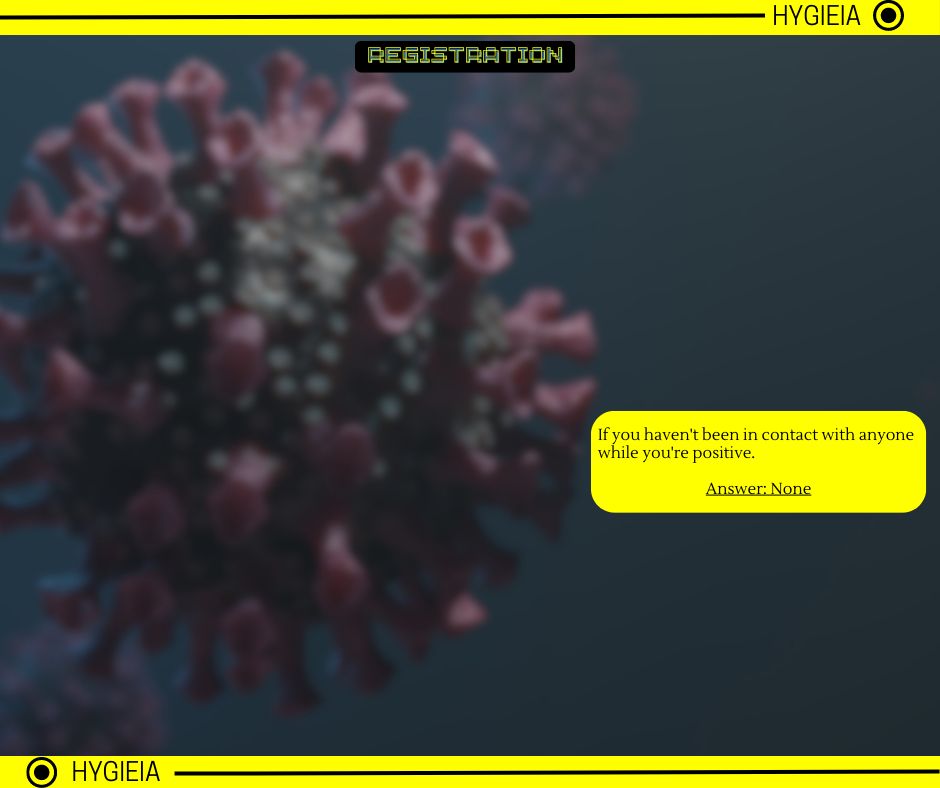 HYGIEIA
REGISTRATION
If you haven't been in contact with anyone
while you're positive.
Answer: None
HYGIEIA